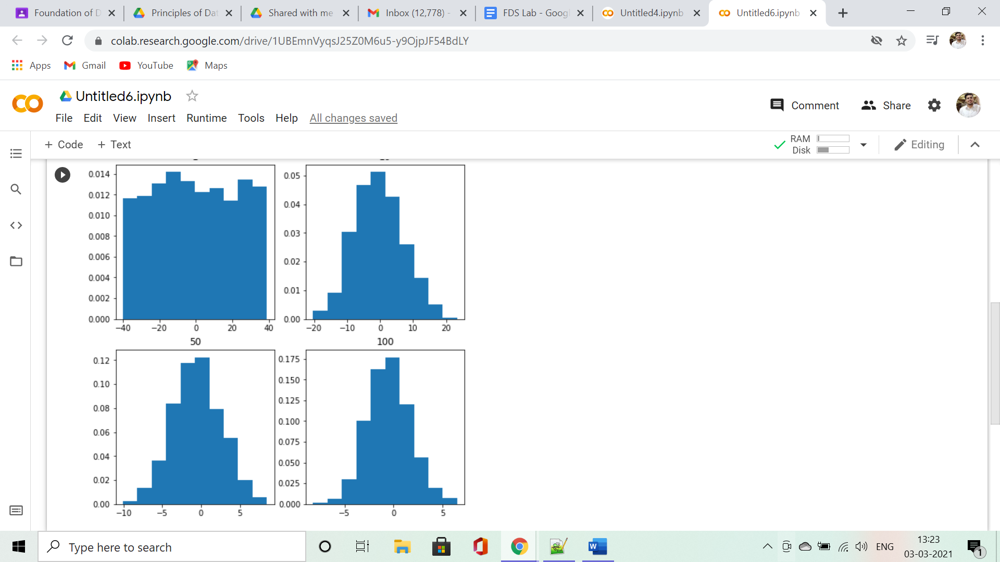 Foundation of D
Principles of Dat
Shared with me
Inbox (12,778) -
FDS Lab - Googl
Untitled4.ipynb
Untitled6.ipynb
colab.research.google.com/drive/1UBEmnVyqsJ25Z0M6u5-y9OjpJF54BdLY
Apps
Gmail
YouTube
Maps
Untitled6.ipynb
Comment
Share
File Edit View Insert Runtime Tools Help All changes saved
+ Code + Text
RAM
Disk
Editing
0.014
0.012
0.010
0.008
0.006
0.004
0.002
0.000
−40 −20 0 20 40
0.05
0.04
0.03
0.02
0.01
0.00
−20 −10 0 10 20
50
0.12
0.10
0.08
0.06
0.04
0.02
0.00
−10 −5 0 5
100
0.175
0.150
0.125
0.100
0.075
0.050
0.025
0.000
−5 0 5
Type here to search
W
ENG
13:23
03-03-2021
1